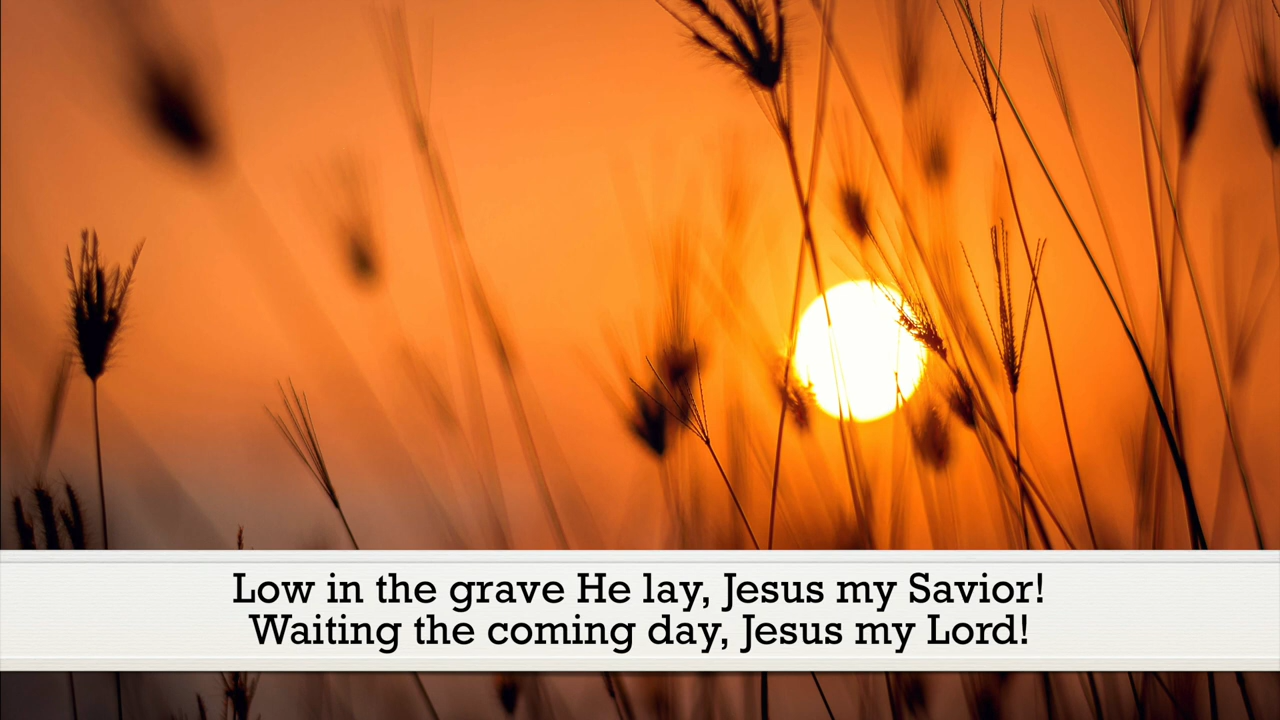 Low in the grave He lay, Jesus my Savior!
Waiting the coming day, Jesus my Lord!